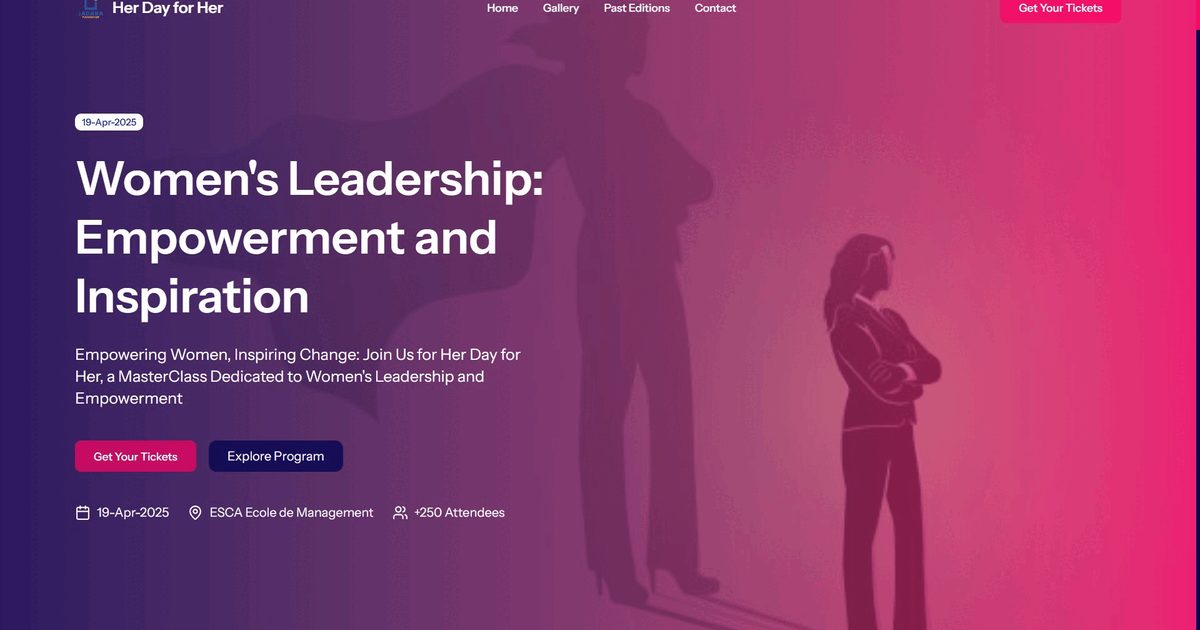 Her Day for Her
Home
Gallery
Past Editions
Contact
Get Your Tickets
19-Apr-2025
Women's Leadership:
Empowerment and
Inspiration
Empowering Women, Inspiring Change: Join Us for Her Day for
Her, a MasterClass Dedicated to Women's Leadership and
Empowerment
Get Your Tickets
Explore Program
19-Apr-2025
ESCA Ecole de Management
+250 Attendees